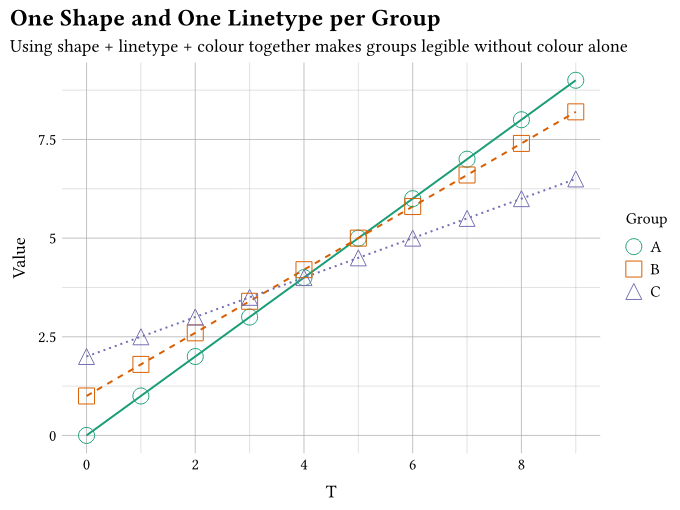 One Shape and One Linetype per Group
Using shape + linetype + colour together makes groups legible without colour alone
7.5
5
2.5
0
0 2 4 6 8
Value
T
Group
A
B
C